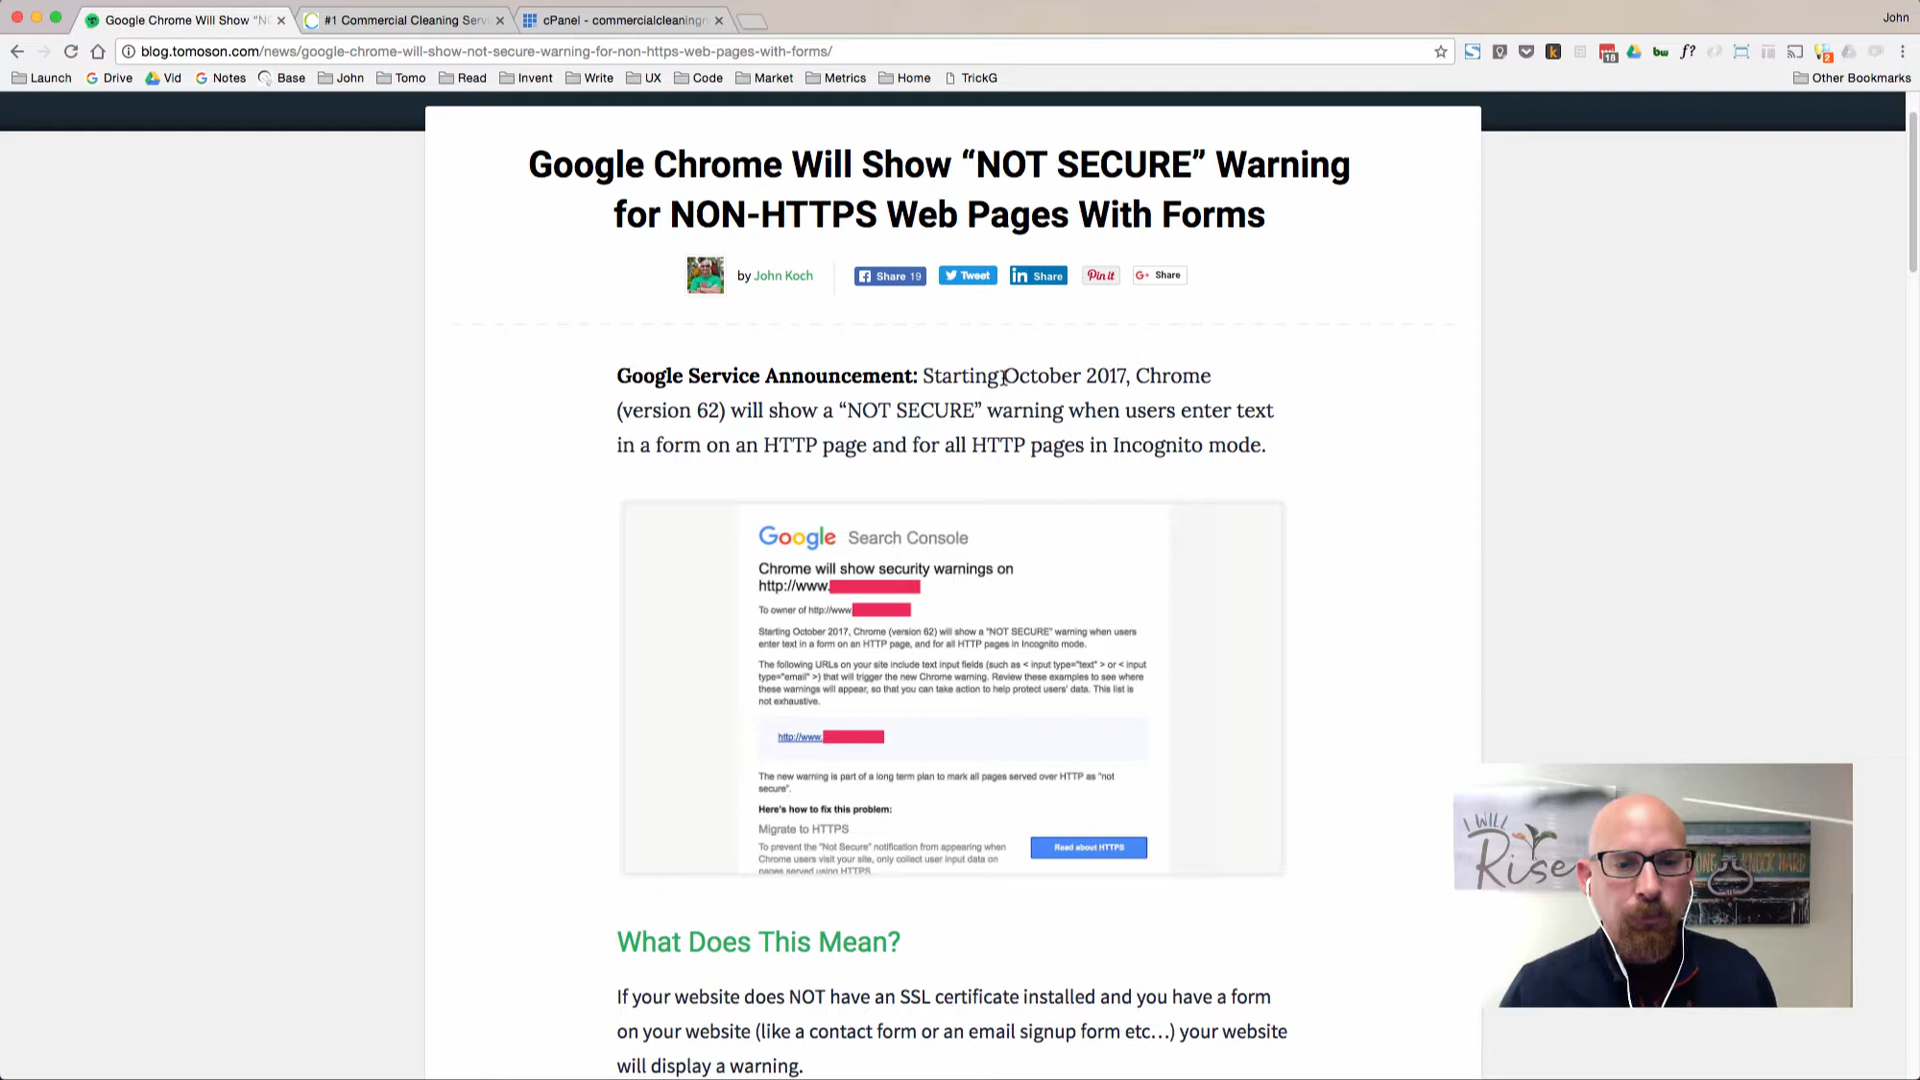 Google Chrome Will Show "N
#1 Commercial Cleaning Serv
cPanel - commercialcleaning
John
blog.tomoson.com/news/google-chrome-will-show-not-secure-warning-for-non-https-web-pages-with-forms/
18
bw
f?
2
Launch
Drive
Vid
Notes
Base
John
Tomo
Read
Invent
Write
UX
Code
Market
Metrics
Home
TrickG
Other Bookmarks
Google Chrome Will Show “NOT SECURE” Warning
for NON-HTTPS Web Pages With Forms
by John Koch
Share 19
Tweet
in Share
Pin it
G+ Share
Google Service Announcement: Starting October 2017, Chrome
(version 62) will show a “NOT SECURE” warning when users enter text
in a form on an HTTP page and for all HTTP pages in Incognito mode.
Google Search Console
Chrome will show security warnings on
http://www.
To owner of http://www
Starting October 2017, Chrome (version 62) will show a "NOT SECURE" warning when users
enter text in a form on an HTTP page, and for all HTTP pages in Incognito mode.
The following URLs on your site include text input fields (such as < input type="text" > or < input
type="email" >) that will trigger the new Chrome warning. Review these examples to see where
these warnings will appear, so that you can take action to help protect users' data. This list is
not exhaustive.
http://www.
The new warning is part of a long term plan to mark all pages served over HTTP as "not
secure".
Here's how to fix this problem:
Migrate to HTTPS
To prevent the "Not Secure" notification from appearing when
Chrome users visit your site, only collect user input data on
pages served using HTTPS
Read about HTTPS
What Does This Mean?
If your website does NOT have an SSL certificate installed and you have a form
on your website (like a contact form or an email signup form etc...) your website
will display a warning.
I WILL
Rise
KNOCK HARD